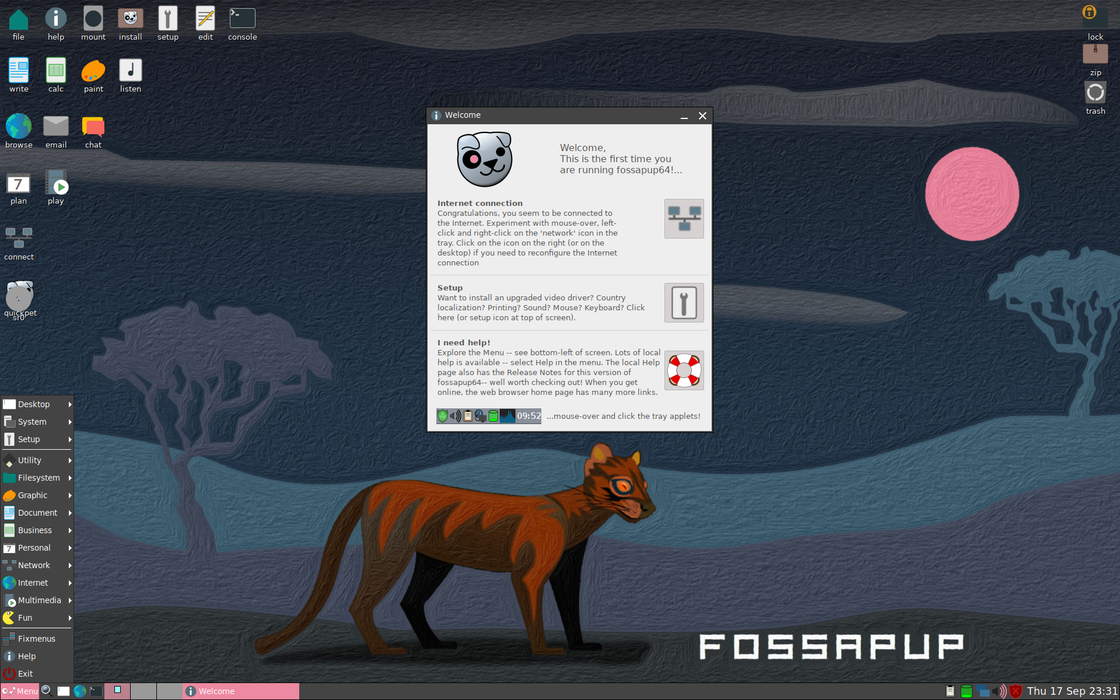 file help mount install setup edit console
lock
write calc paint listen
zip
trash
browse email chat
7
plan play
connect
quickpet
Welcome
Welcome,
This is the first time you
are running fossapup64!...
Internet connection
Congratulations, you seem to be connected to
the Internet. Experiment with mouse-over, left-
click and right-click on the 'network' icon in the
tray. Click on the icon on the right (or on the
desktop) if you need to reconfigure the Internet
connection
Setup
Want to install an upgraded video driver? Country
localization? Printing? Sound? Mouse? Keyboard? Click
here (or setup icon at top of screen).
I need help!
Explore the Menu -- see bottom-left of screen. Lots of local
help is available -- select Help in the menu. The local Help
page also has the Release Notes for this version of
fossapup64-- well worth checking out! When you get
online, the web browser home page has many more links.
09:52 ...mouse-over and click the tray applets!
Desktop
System
Setup
Utility
Filesystem
Graphic
Document
Business
7 Personal
Network
Internet
Multimedia
Fun
Fixmenus
Help
Exit
FOSSAPUP
Menu
Welcome
Thu 17 Sep 23:31